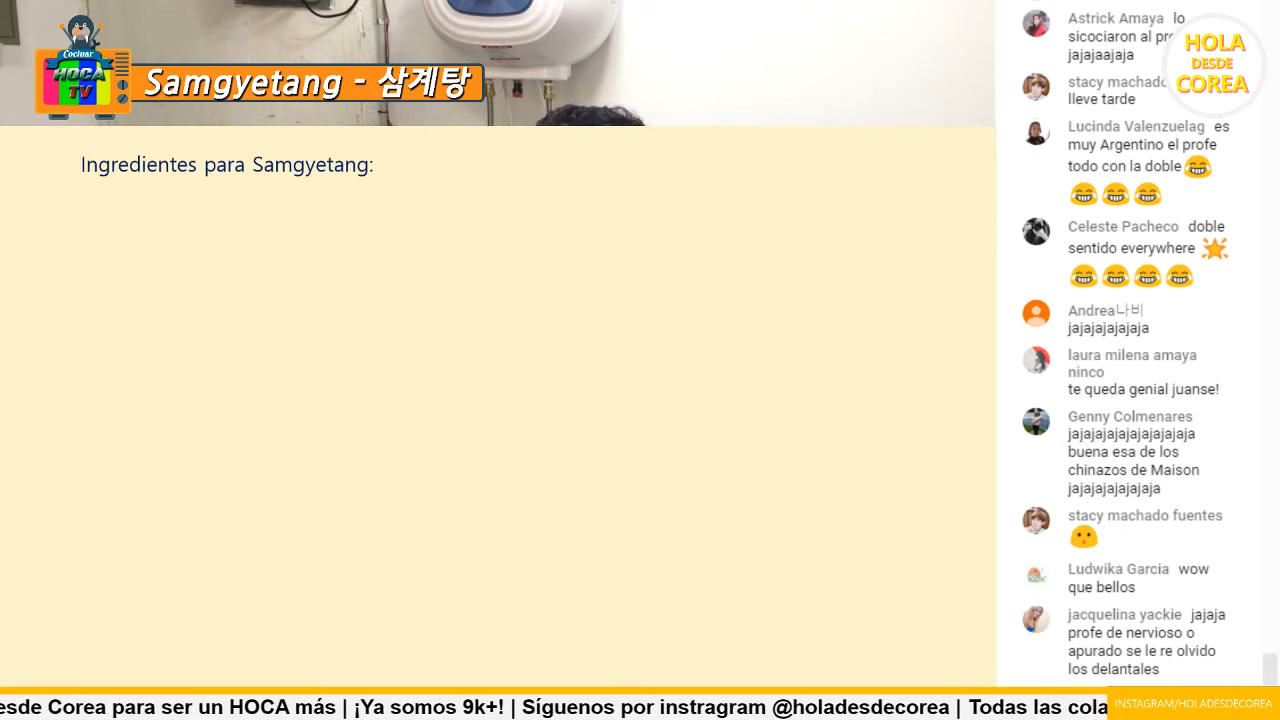 Cocinar
HOCA
TV
Samgyetang - 삼계탕
Ingredientes para Samgyetang:
HOLA
DESDE
COREA
Astrick Amaya lo
sicociaron al
jajajaajaja
stacy machado
lleve tarde
Lucinda Valenzuelag es
muy Argentino el profe
todo con la doble😂
😂😂😂
Celeste Pacheco doble
sentido everywhere 🌟
😂😂😂😂
Andrea나비
jajajajajajaja
laura milena amaya
ninco
te queda genial juanse!
Genny Colmenares
jajajajajajajajajajaja
buena esa de los
chinazos de Maison
jajajajajajajaja
stacy machado fuentes
😗
Ludwika Garcia wow
que bellos
jacquelina yackie jajaja
profe de nervioso o
apurado se le re olvido
los delantales
esde Corea para ser un HOCA más | ¡Ya somos 9k+! | Síguenos por instragram @holadesdecorea | Todas las cola
INSTAGRAM/HOLADESDECOREA